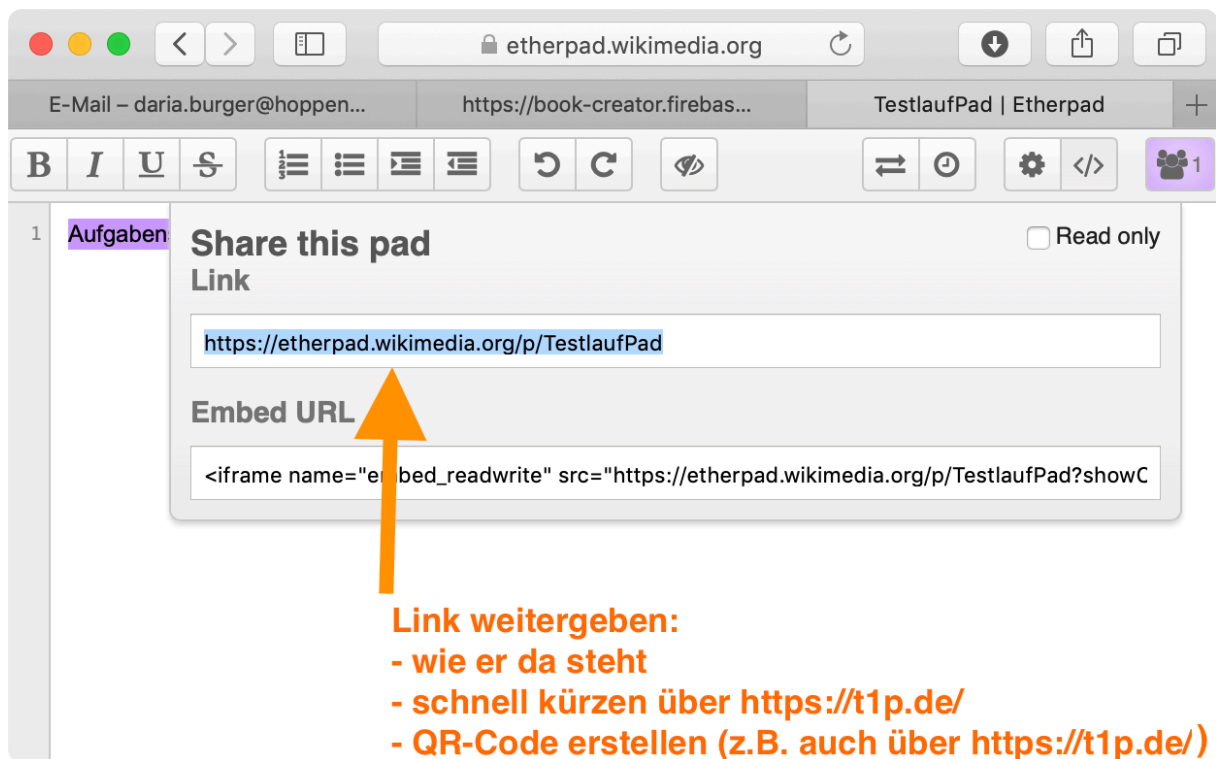 etherpad.wikimedia.org
E-Mail – daria.burger@hoppen...
https://book-creator.firebas...
TestlaufPad | Etherpad
B I U S
1
1 Aufgaben
Share this pad
Read only
Link
https://etherpad.wikimedia.org/p/TestlaufPad
Embed URL
<iframe name="embed_readwrite" src="https://etherpad.wikimedia.org/p/TestlaufPad?showC
Link weitergeben:
- wie er da steht
- schnell kürzen über https://t1p.de/
- QR-Code erstellen (z.B. auch über https://t1p.de/)